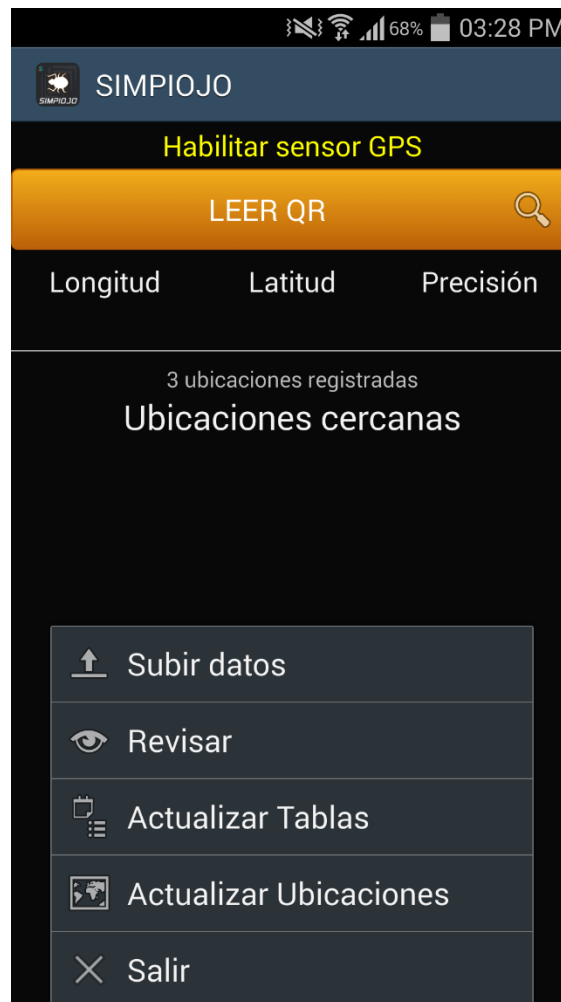 68% 03:28 PM
SIMPIOJO SIMPIOJO
Habilitar sensor GPS
LEER QR
Longitud Latitud Precisión
3 ubicaciones registradas
Ubicaciones cercanas
Subir datos
Revisar
Actualizar Tablas
Actualizar Ubicaciones
Salir